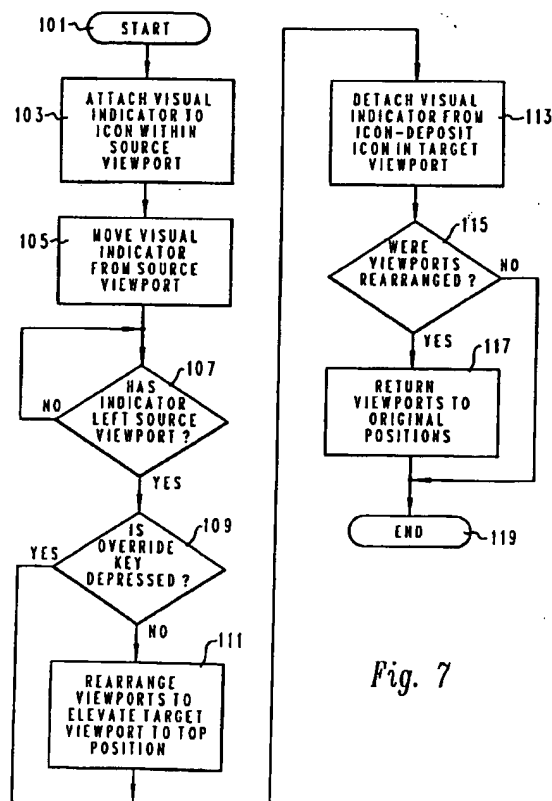 101
START
103
ATTACH VISUAL
INDICATOR TO
ICON WITHIN
SOURCE
VIEWPORT
105
MOVE VISUAL
INDICATOR
FROM SOURCE
VIEWPORT
107
HAS
INDICATOR
LEFT SOURCE
VIEWPORT ?
NO
YES
109
IS
OVERRIDE
KEY
DEPRESSED ?
YES
NO
111
REARRANGE
VIEWPORTS TO
ELEVATE TARGET
VIEWPORT TO TOP
POSITION
DETACH VISUAL
INDICATOR FROM
ICON-DEPOSIT
ICON IN TARGET
VIEWPORT
113
115
WERE
VIEWPORTS
REARRANGED ?
NO
YES
117
RETURN
VIEWPORTS TO
ORIGINAL
POSITIONS
END
119
Fig. 7